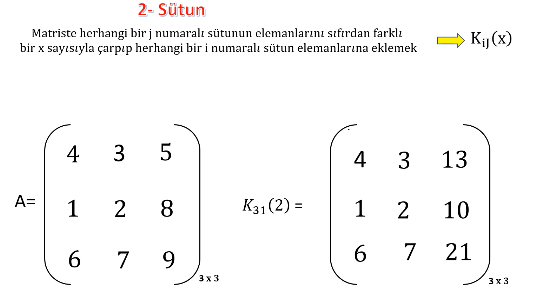 2- Sütun
Matriste herhangi bir j numaralı sütunun elemanlarını sıfırdan farklı
bir x sayısıyla çarpıp herhangi bir i numaralı sütun elemanlarına eklemek
KİJ(x)
4 3 5
A= 1 2 8
6 7 9
3 x 3
K31(2) =
4 3 13
1 2 10
6 7 21
3 x 3